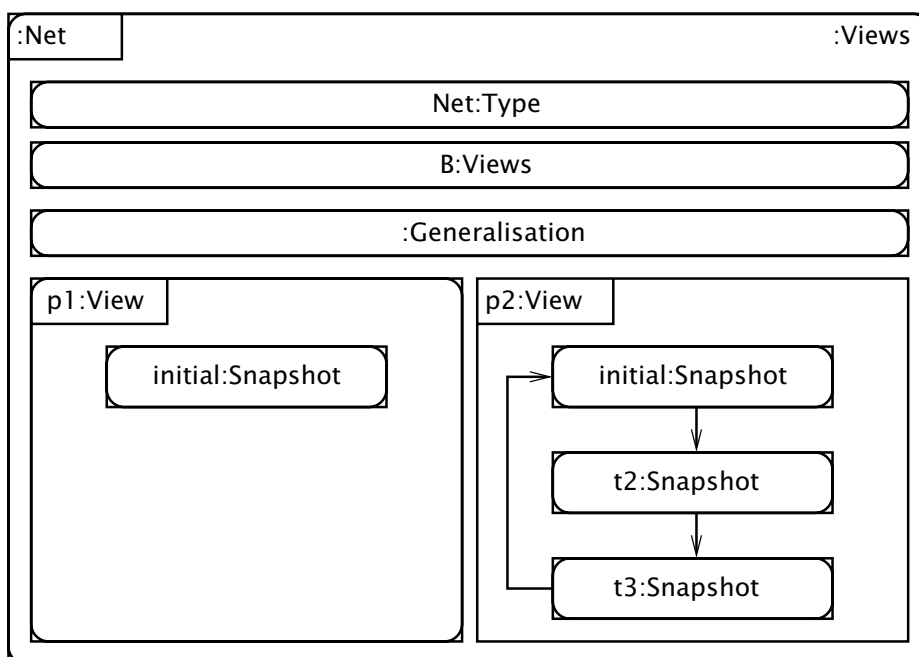 :Net
:Views
Net:Type
B:Views
:Generalisation
p1:View
initial:Snapshot
p2:View
initial:Snapshot
t2:Snapshot
t3:Snapshot